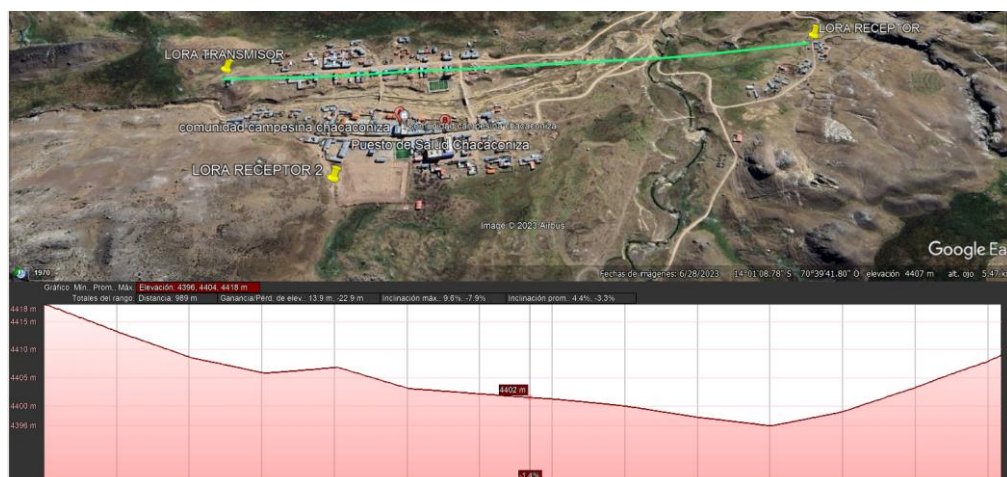 LORA TRANSMISOR
LORA RECEPTOR
comunidad campesina chacaconiza
Puesto de Salud Chacaconiza
LORA RECEPTOR 2
Image © 2023 Airbus
Google Ea
1970
Fechas de imágenes: 6/28/2023 14°01'08.78" S 70°39'41.80" O elevación 4407 m alt. ojo 5,47 k
Gráfico Mín. Prom., Máx. Elevación: 4396, 4404, 4418 m
Totales del rango: Distancia: 989 m Ganancia/Pérd. de elev.: 13.9 m, -22.9 m Inclinación máx.: 9.6%, -7.9% Inclinación prom.: 4.4%, -3.3%
4418 m
4415 m
4410 m
4405 m
4402 m
4400 m
4396 m
-1.4%